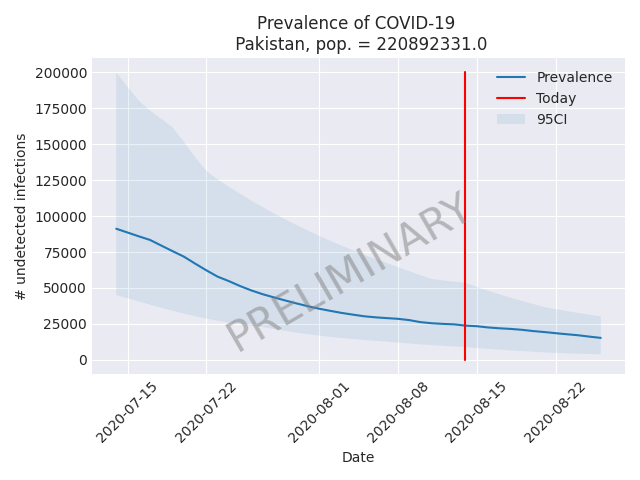 Prevalence of COVID-19
Pakistan, pop. = 220892331.0
200000
175000
150000
125000
100000
75000
50000
25000
0
# undetected infections
Prevalence
Today
95CI
PRELIMINARY
2020-07-15
2020-07-22
2020-08-01
2020-08-08
2020-08-15
2020-08-22
Date